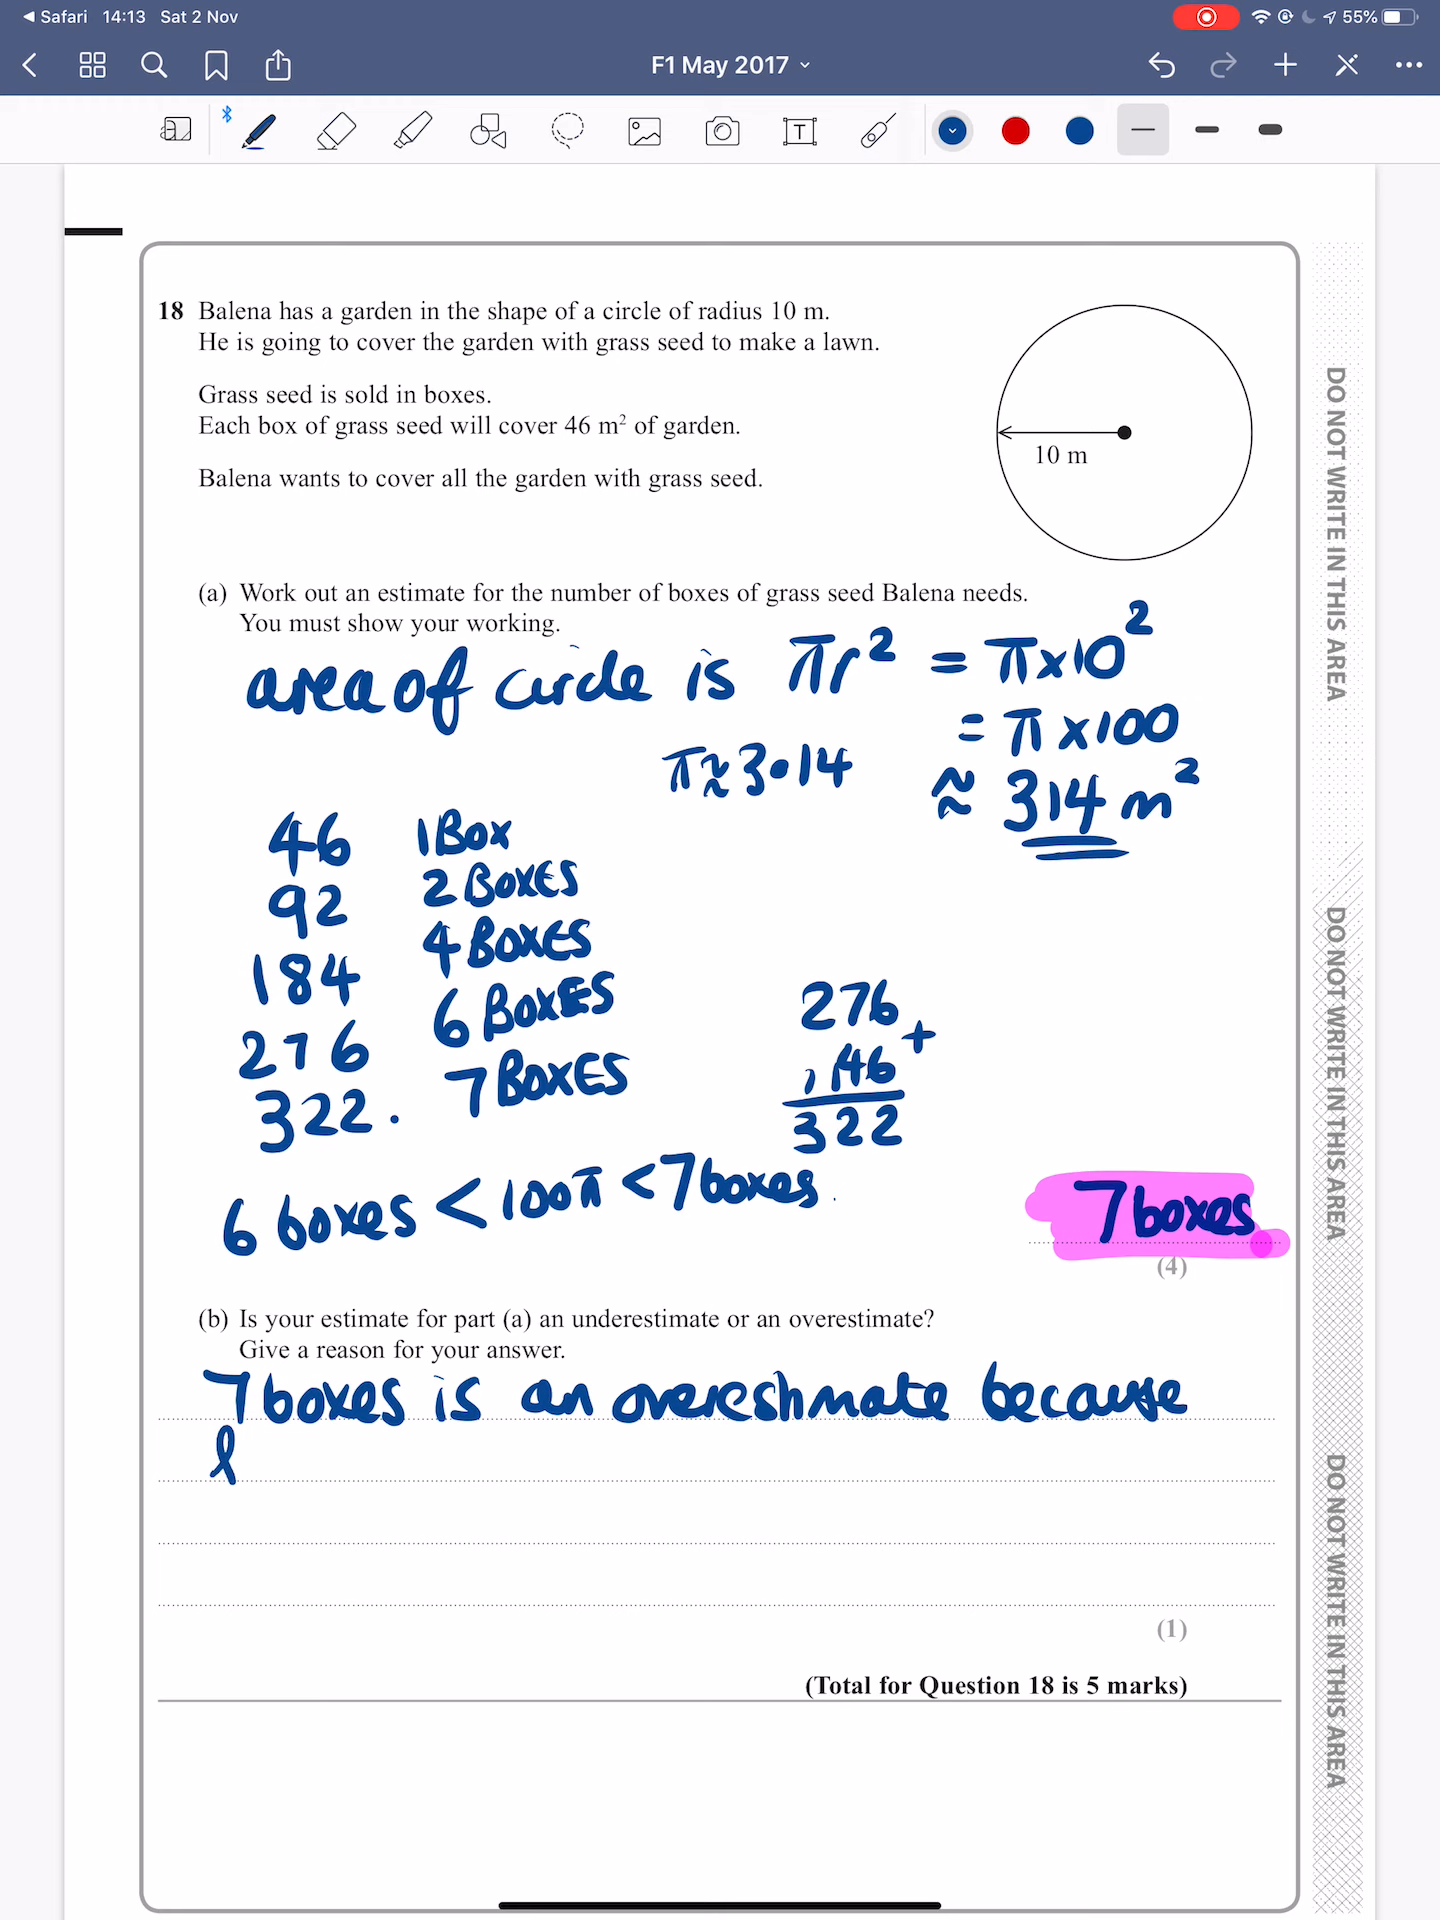 Safari 14:13 Sat 2 Nov 55%
F1 May 2017
T
18 Balena has a garden in the shape of a circle of radius 10 m.
He is going to cover the garden with grass seed to make a lawn.
Grass seed is sold in boxes.
Each box of grass seed will cover 46 m² of garden.
10 m
Balena wants to cover all the garden with grass seed.
(a) Work out an estimate for the number of boxes of grass seed Balena needs.
You must show your working.
area of circle is πr² = π×10²
= π×100
π≈3·14
≈ 314 m²
46 1 Box
92 2 BOXES
184 4 BOXES
276 6 BOXES
322. 7 BOXES
276
146 +
322
6 boxes < 100π < 7 boxes.
7 boxes
(4)
(b) Is your estimate for part (a) an underestimate or an overestimate?
Give a reason for your answer.
7 boxes is an overestimate because
(1)
(Total for Question 18 is 5 marks)
DO NOT WRITE IN THIS AREA
DO NOT WRITE IN THIS AREA
DO NOT WRITE IN THIS AREA